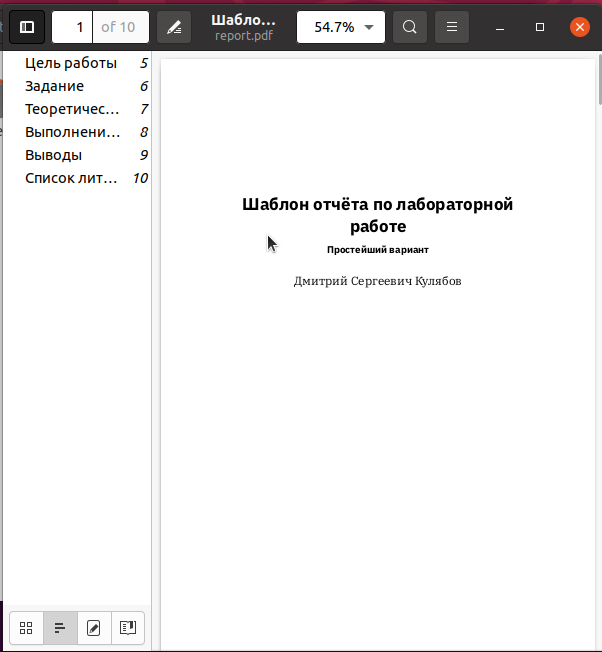 1 of 10
Шабло...
report.pdf
54.7%
Цель работы 5
Задание 6
Теоретичес... 7
Выполнени... 8
Выводы 9
Список лит... 10
Шаблон отчёта по лабораторной
работе
Простейший вариант
Дмитрий Сергеевич Кулябов